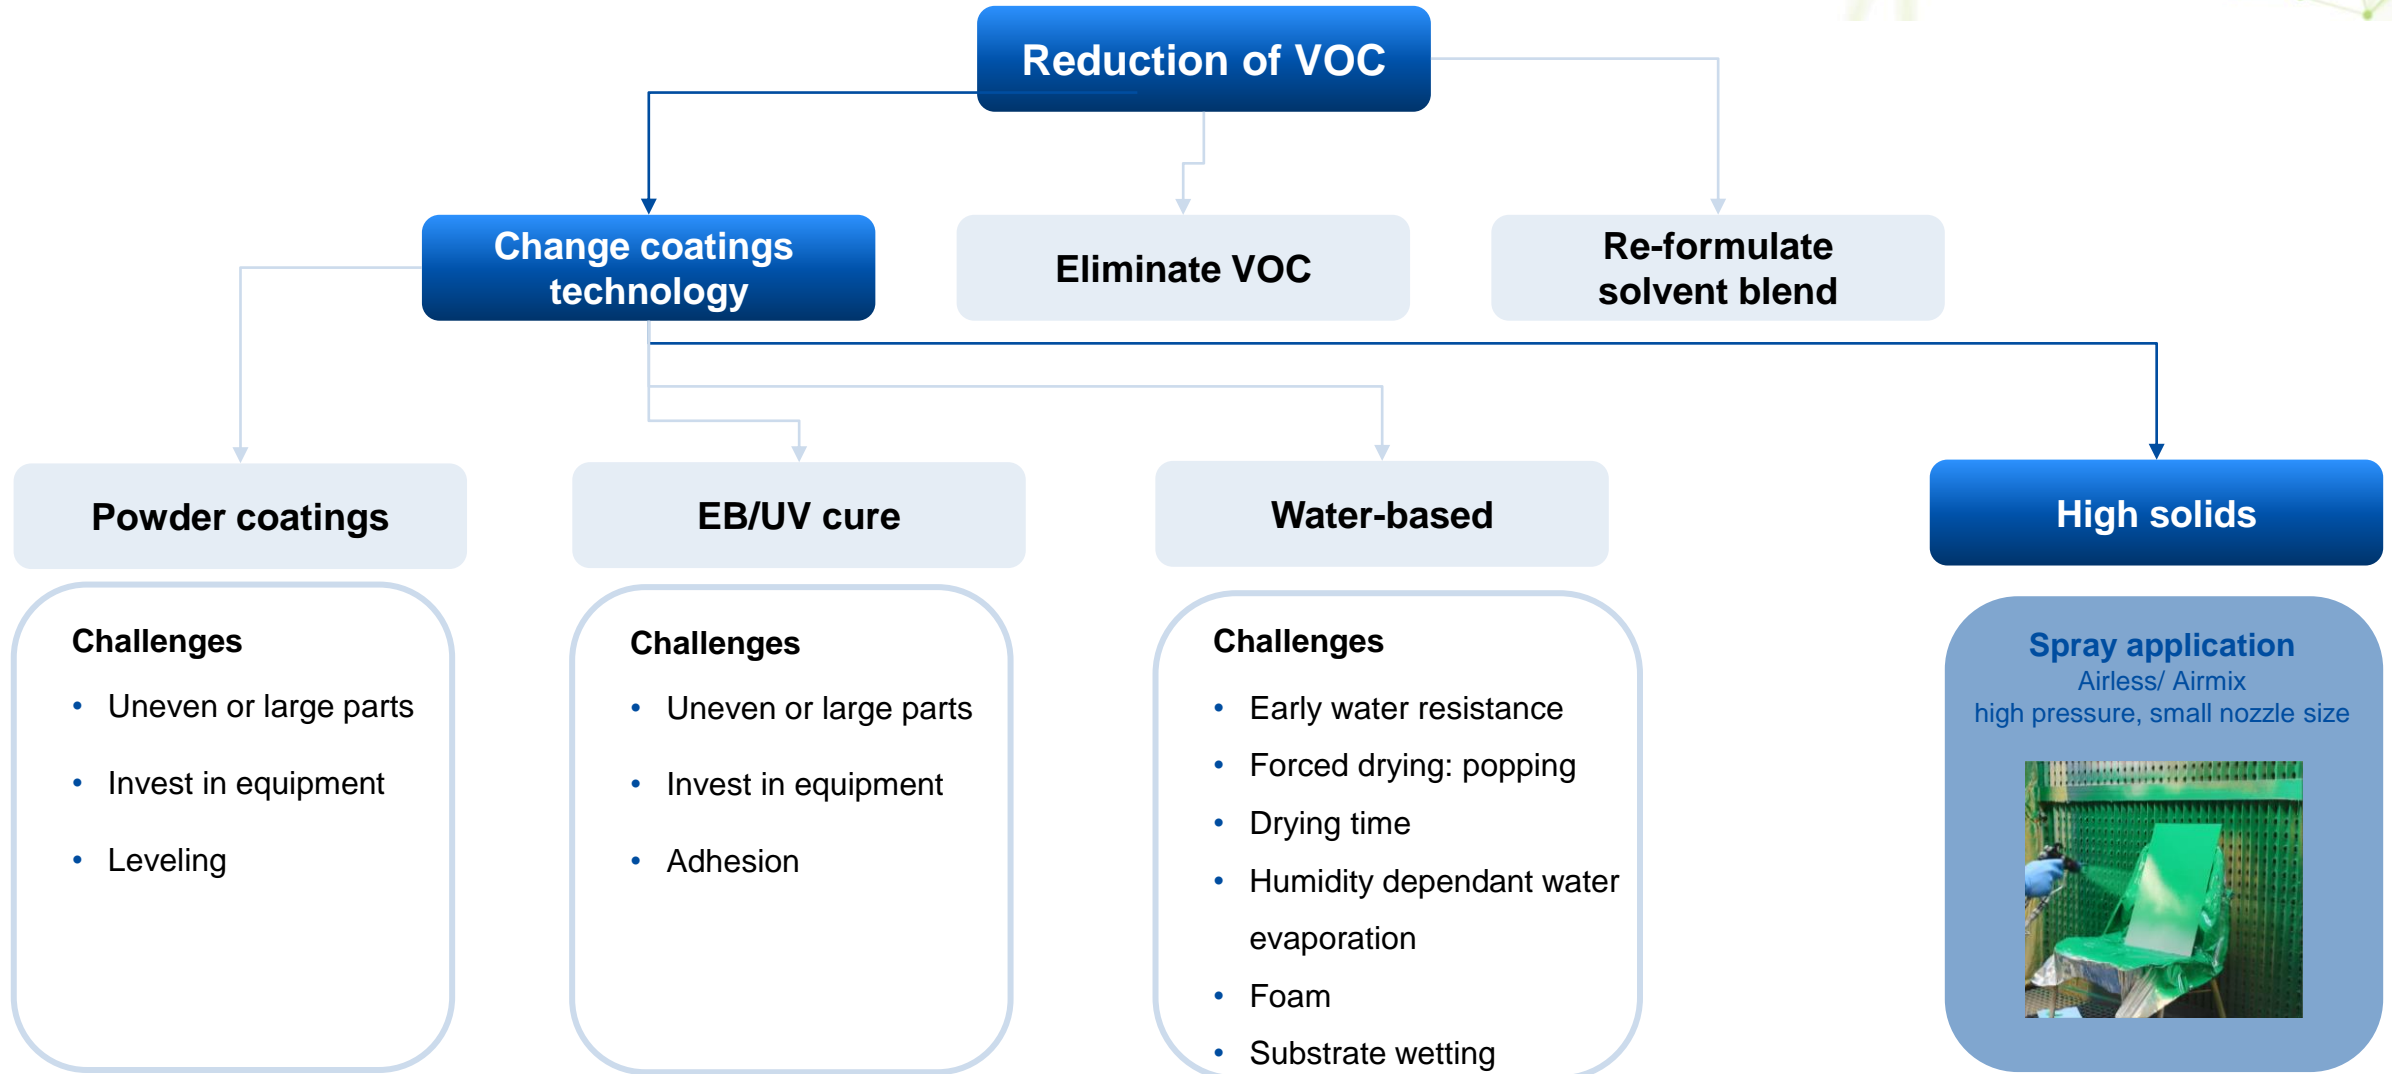 Reduction of VOC
Change coatings
technology
Eliminate VOC
Re-formulate
solvent blend
Powder coatings
EB/UV cure
Water-based
High solids
Challenges
• Uneven or large parts
• Invest in equipment
• Leveling
Challenges
• Uneven or large parts
• Invest in equipment
• Adhesion
Challenges
• Early water resistance
• Forced drying: popping
• Drying time
• Humidity dependant water
evaporation
• Foam
• Substrate wetting
Spray application
Airless/ Airmix
high pressure, small nozzle size